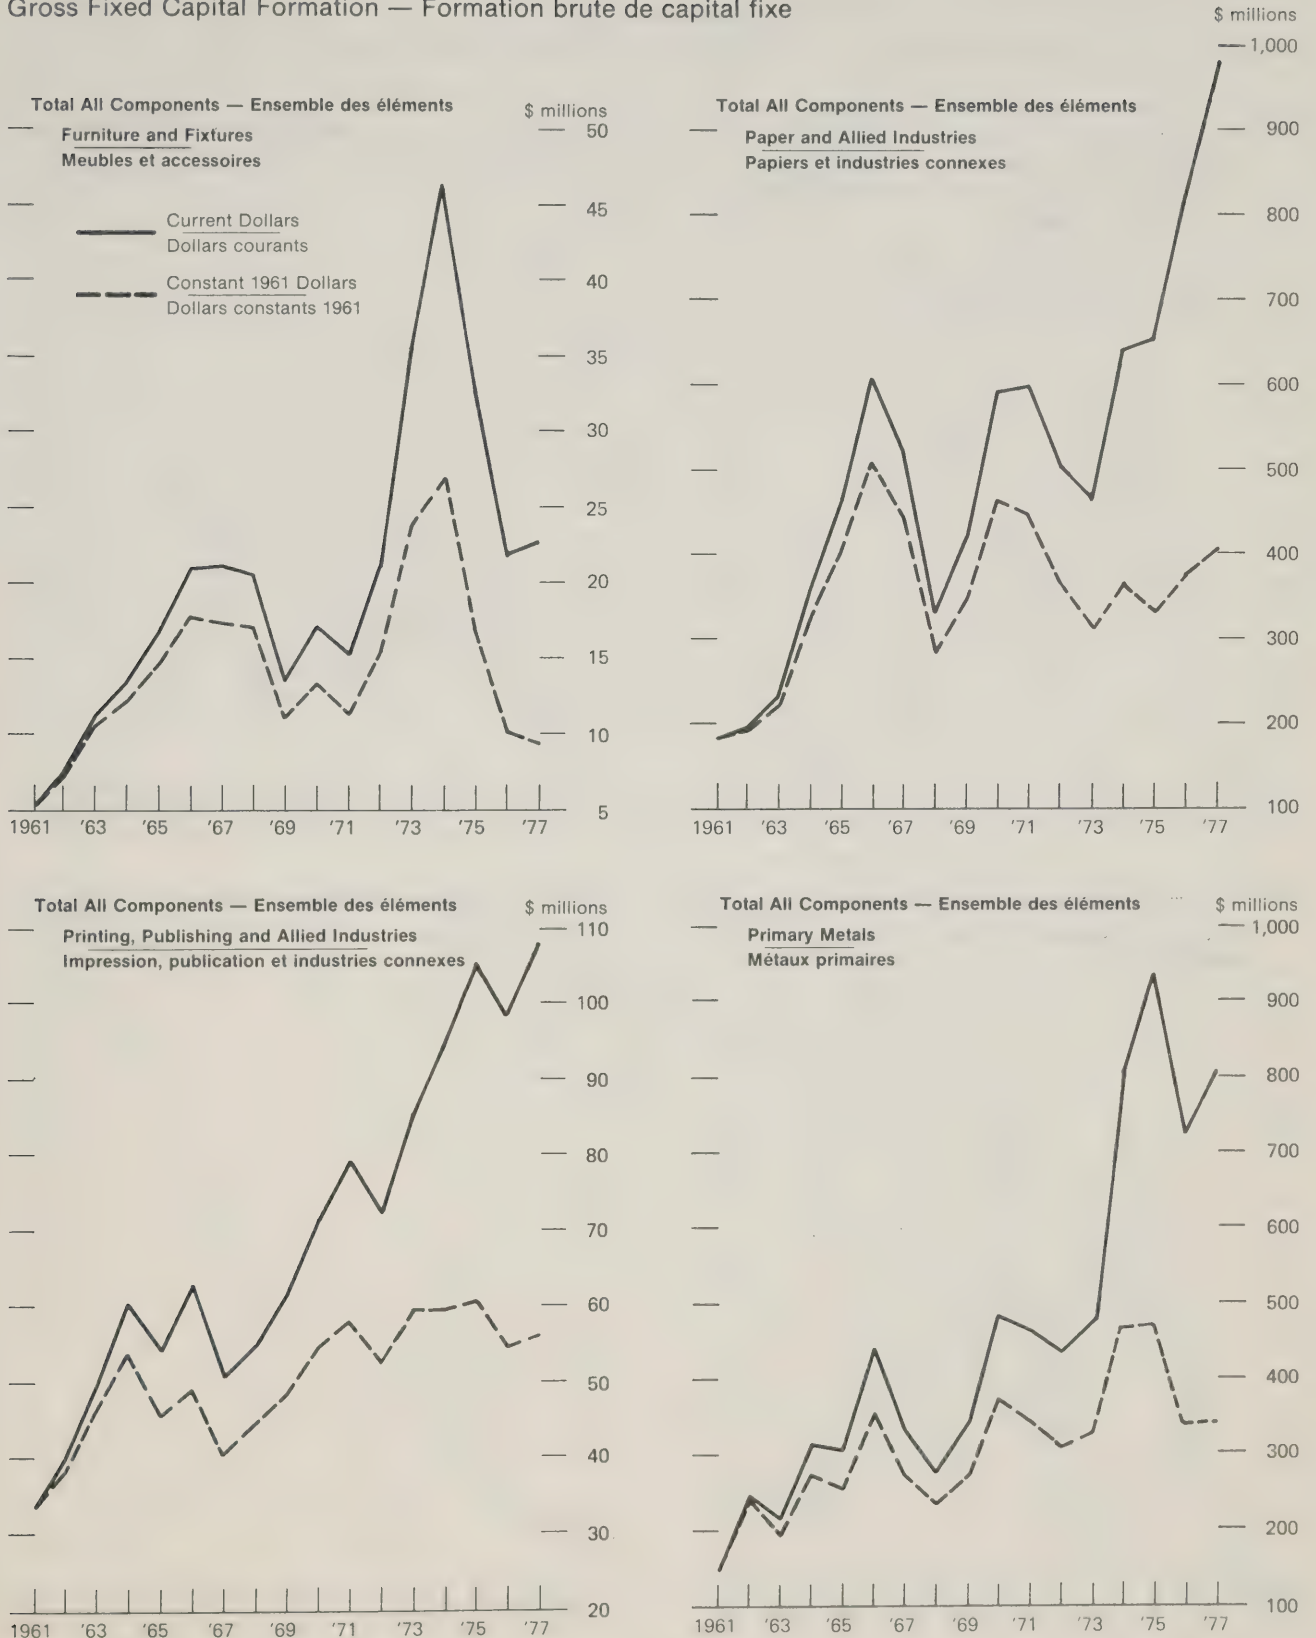 Gross Fixed Capital Formation — Formation brute de capital fixe
Total All Components — Ensemble des éléments
$ millions
Furniture and Fixtures
Meubles et accessoires
Current Dollars
Dollars courants
Constant 1961 Dollars
Dollars constants 1961
50
45
40
35
30
25
20
15
10
5
1961 '63 '65 '67 '69 '71 '73 '75 '77
$ millions
Total All Components — Ensemble des éléments
Paper and Allied Industries
Papiers et industries connexes
1,000
900
800
700
600
500
400
300
200
100
1961 '63 '65 '67 '69 '71 '73 '75 '77
Total All Components — Ensemble des éléments
$ millions
Printing, Publishing and Allied Industries
Impression, publication et industries connexes
110
100
90
80
70
60
50
40
30
20
1961 '63 '65 '67 '69 '71 '73 '75 '77
Total All Components — Ensemble des éléments
$ millions
Primary Metals
Métaux primaires
1,000
900
800
700
600
500
400
300
200
100
1961 '63 '65 '67 '69 '71 '73 '75 '77